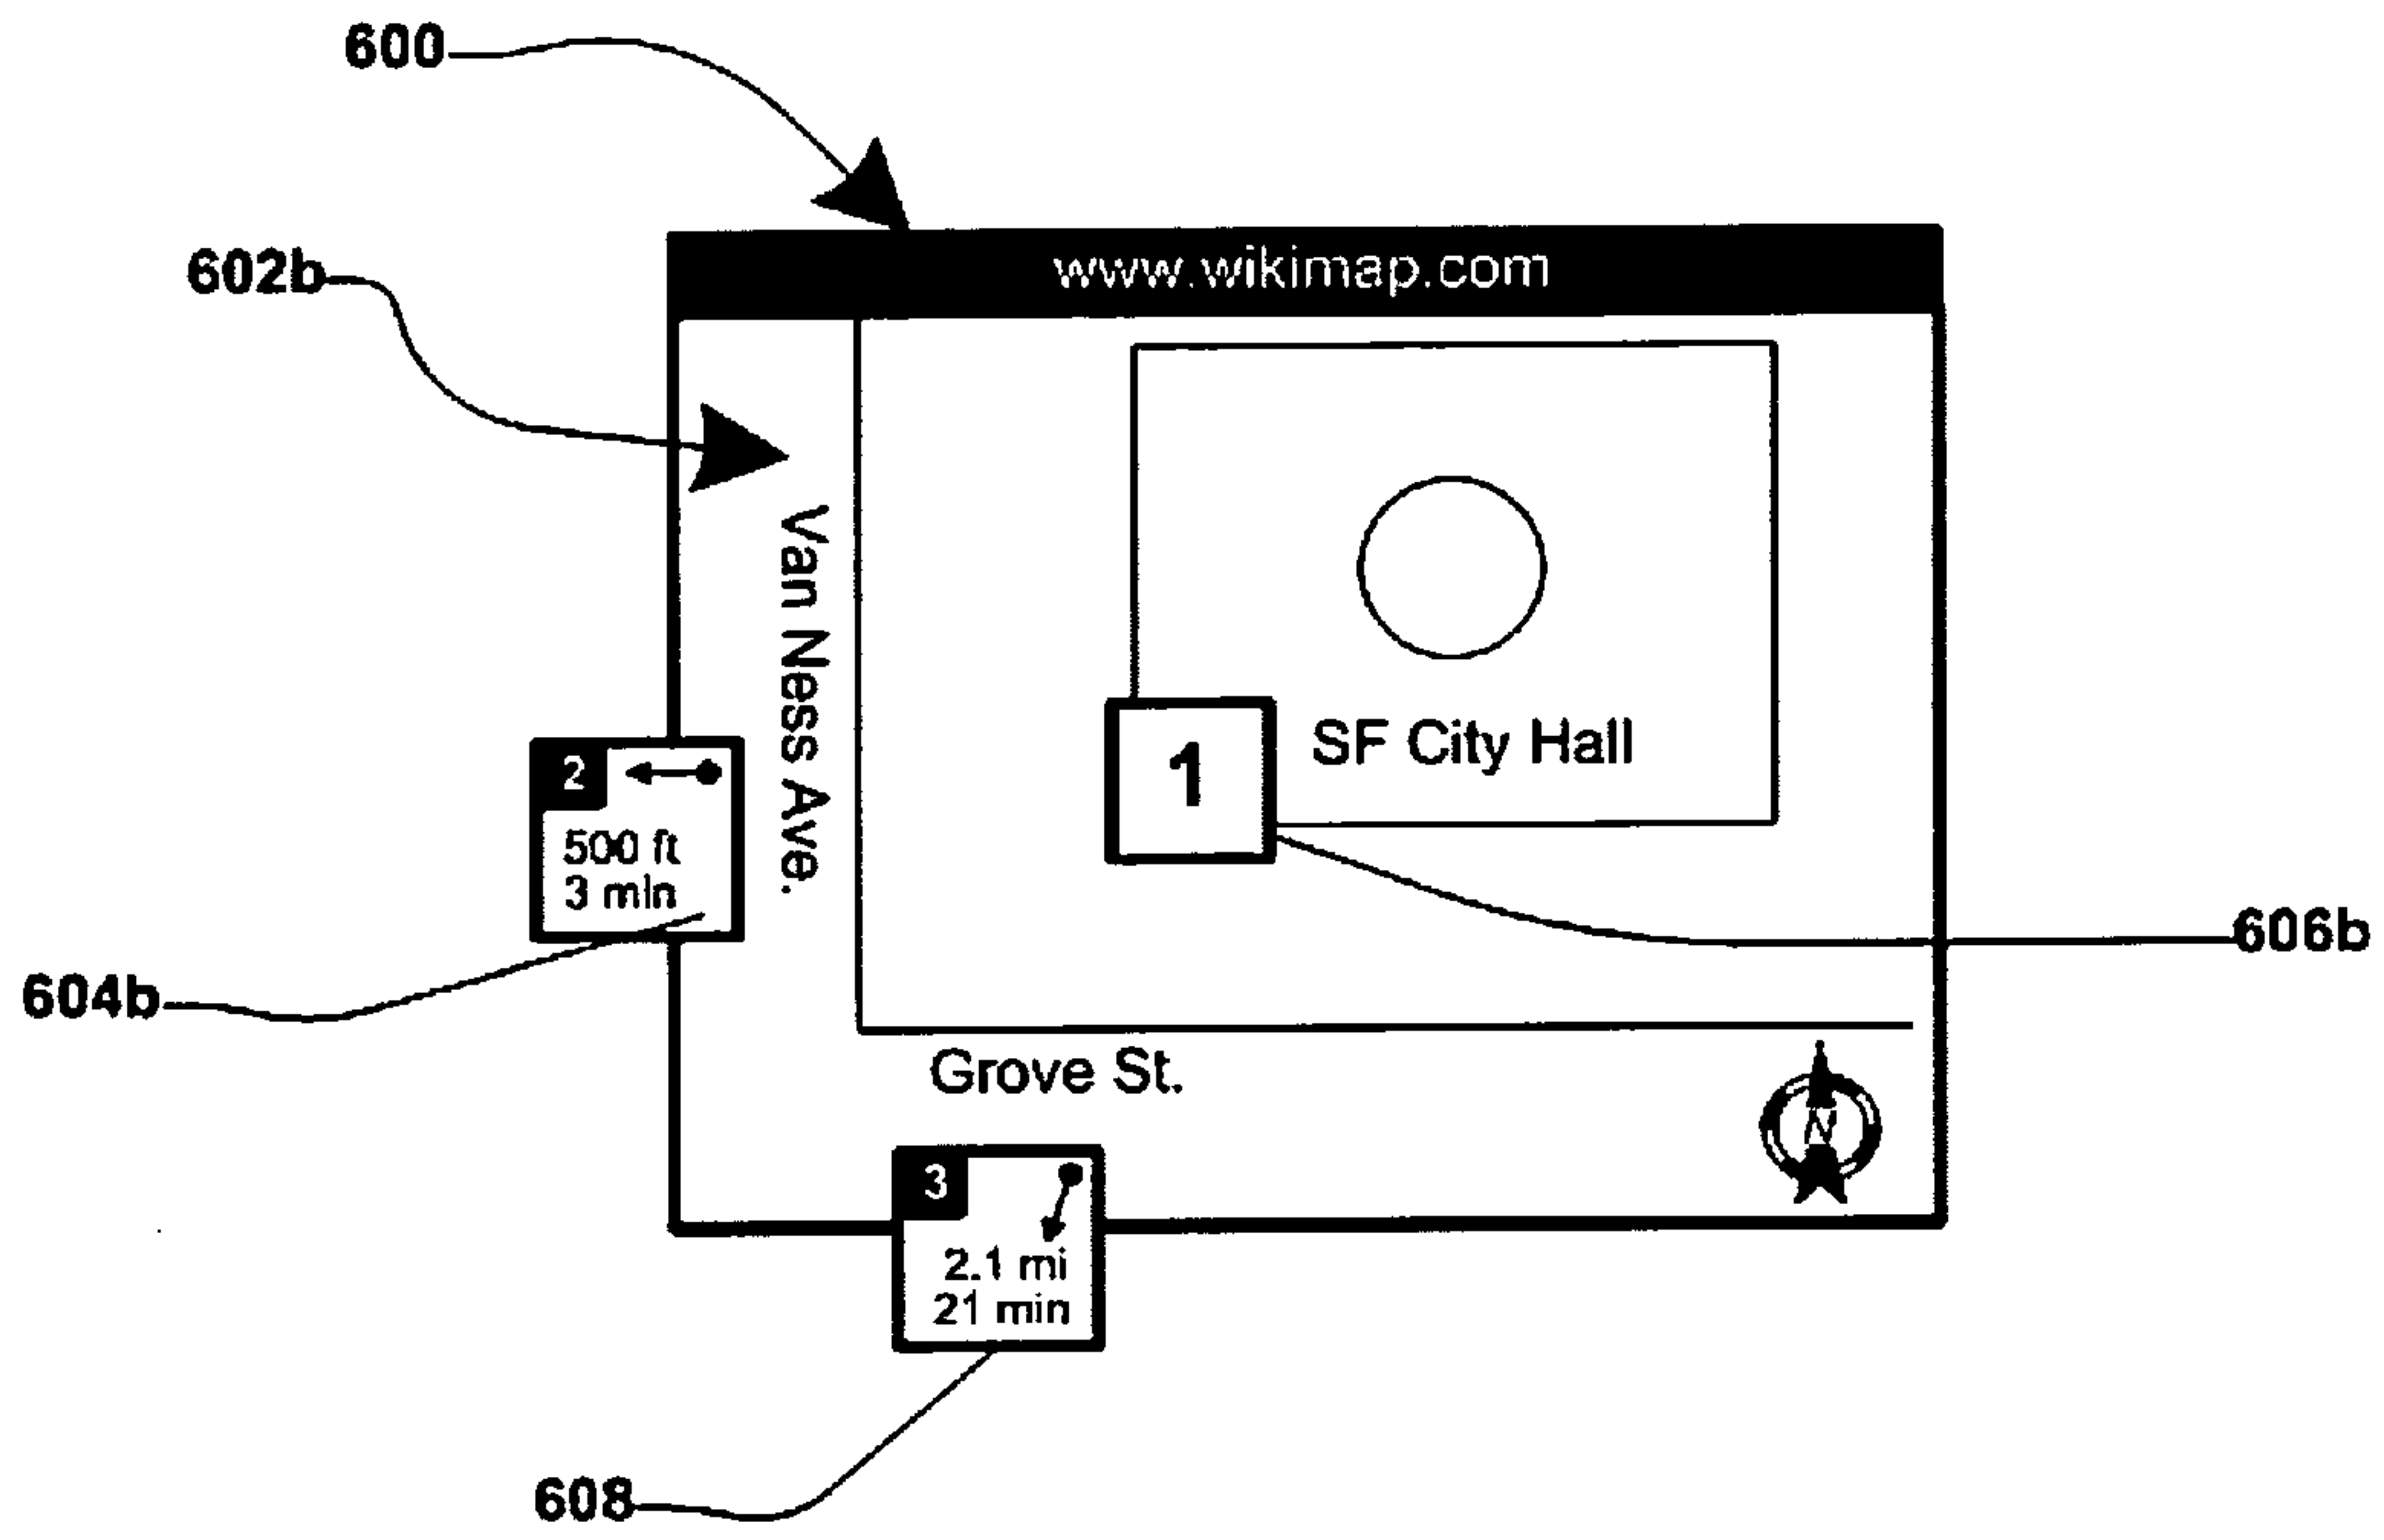 600
602b
www.wikimap.com
Van Ness Ave.
SF City Hall
1
2
500 ft
3 min
606b
604b
Grove St.
N
3
2.1 mi
21 min
608